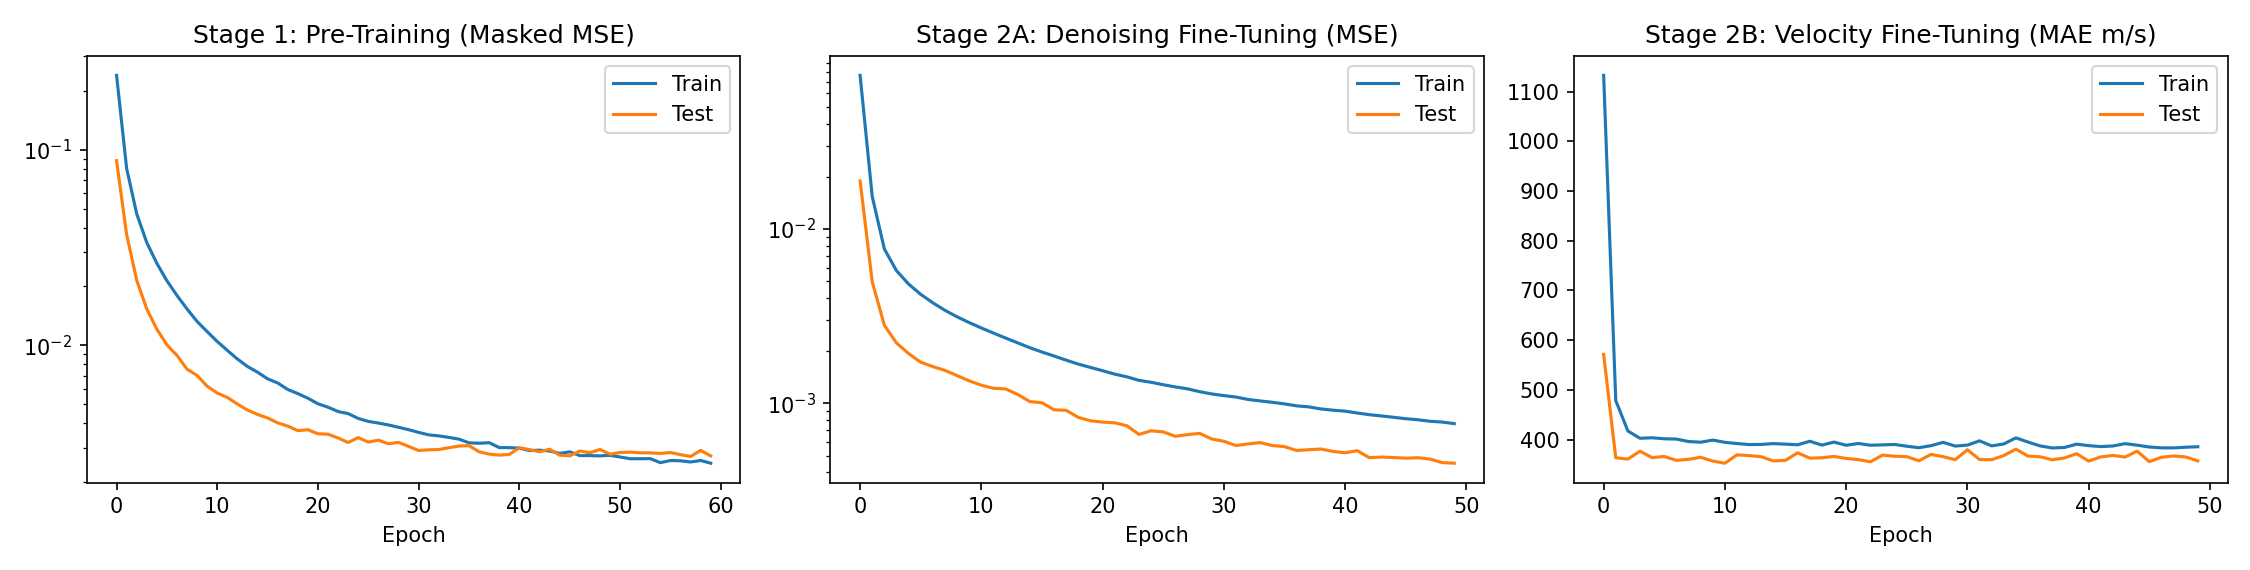 Stage 1: Pre-Training (Masked MSE)
Train
Test
10⁻¹
10⁻²
0 10 20 30 40 50 60
Epoch
Stage 2A: Denoising Fine-Tuning (MSE)
Train
Test
10⁻²
10⁻³
0 10 20 30 40 50
Epoch
Stage 2B: Velocity Fine-Tuning (MAE m/s)
Train
Test
1100
1000
900
800
700
600
500
400
0 10 20 30 40 50
Epoch